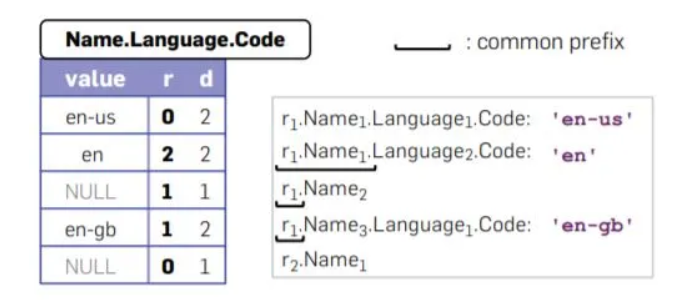 Name.Language.Code
: common prefix
value r d
en-us 0 2
r₁.Name₁.Language₁.Code: 'en-us'
en 2 2
r₁.Name₁.Language₂.Code: 'en'
NULL 1 1
r₁.Name₂
en-gb 1 2
r₁.Name₃.Language₁.Code: 'en-gb'
NULL 0 1
r₂.Name₁